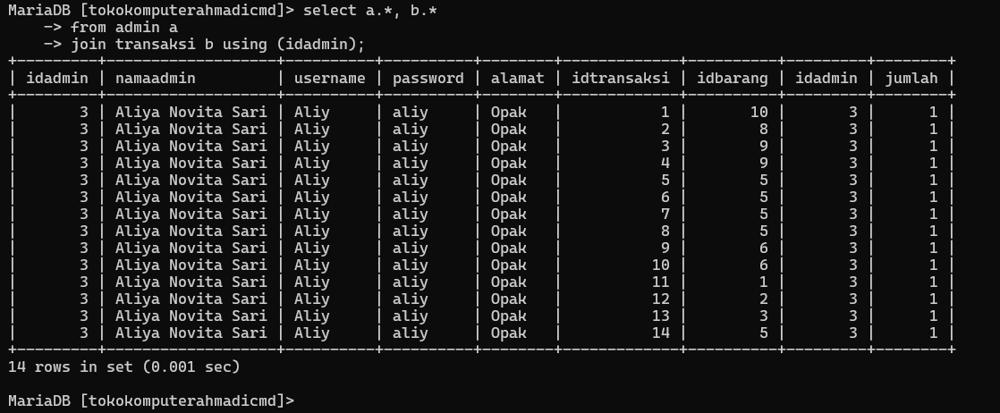 MariaDB [tokokomputerahmadicmd]> select a.*, b.*
    -> from admin a
    -> join transaksi b using (idadmin);
+---------+-------------------+----------+----------+--------+-------------+----------+---------+--------+
| idadmin | namaadmin         | username | password | alamat | idtransaksi | idbarang | idadmin | jumlah |
+---------+-------------------+----------+----------+--------+-------------+----------+---------+--------+
|       3 | Aliya Novita Sari | Aliy     | aliy     | Opak   |           1 |       10 |       3 |      1 |
|       3 | Aliya Novita Sari | Aliy     | aliy     | Opak   |           2 |        8 |       3 |      1 |
|       3 | Aliya Novita Sari | Aliy     | aliy     | Opak   |           3 |        9 |       3 |      1 |
|       3 | Aliya Novita Sari | Aliy     | aliy     | Opak   |           4 |        9 |       3 |      1 |
|       3 | Aliya Novita Sari | Aliy     | aliy     | Opak   |           5 |        5 |       3 |      1 |
|       3 | Aliya Novita Sari | Aliy     | aliy     | Opak   |           6 |        5 |       3 |      1 |
|       3 | Aliya Novita Sari | Aliy     | aliy     | Opak   |           7 |        5 |       3 |      1 |
|       3 | Aliya Novita Sari | Aliy     | aliy     | Opak   |           8 |        5 |       3 |      1 |
|       3 | Aliya Novita Sari | Aliy     | aliy     | Opak   |           9 |        6 |       3 |      1 |
|       3 | Aliya Novita Sari | Aliy     | aliy     | Opak   |          10 |        6 |       3 |      1 |
|       3 | Aliya Novita Sari | Aliy     | aliy     | Opak   |          11 |        1 |       3 |      1 |
|       3 | Aliya Novita Sari | Aliy     | aliy     | Opak   |          12 |        2 |       3 |      1 |
|       3 | Aliya Novita Sari | Aliy     | aliy     | Opak   |          13 |        3 |       3 |      1 |
|       3 | Aliya Novita Sari | Aliy     | aliy     | Opak   |          14 |        5 |       3 |      1 |
+---------+-------------------+----------+----------+--------+-------------+----------+---------+--------+
14 rows in set (0.001 sec)
MariaDB [tokokomputerahmadicmd]>